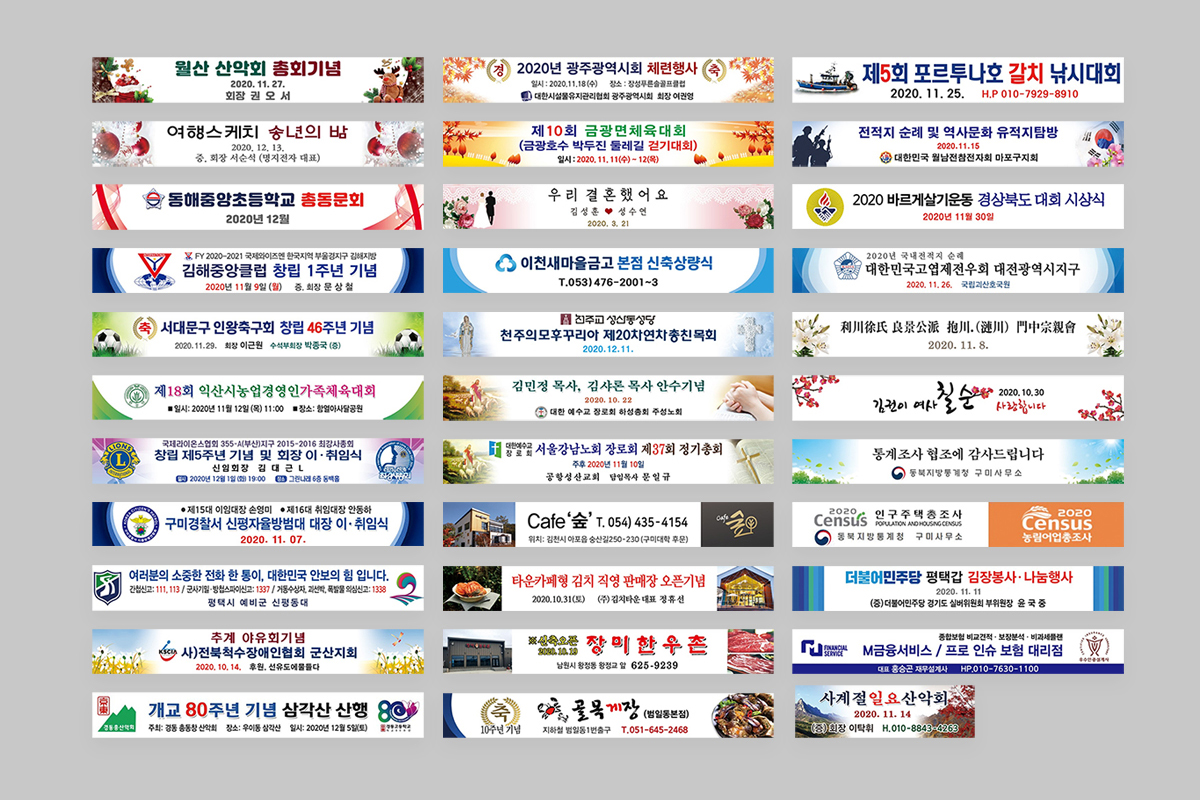 월산 산악회 총회기념
2020. 11. 27.
회장 권 오 서
경 2020년 광주광역시회 체련행사 축
일시 : 2020.11.18(수) 장소 : 장성푸른솔골프클럽
대한시설물유지관리협회 광주광역시회 회장 여권영
제5회 포르투나호 갈치 낚시대회
2020. 11. 25. H.P 010-7929-8910
여행스케치 송년의 밤
2020. 12. 13.
중, 회장 서순석 (명지전자 대표)
제10회 금광면체육대회
(금광호수 박두진 둘레길 걷기대회)
일시 : 2020. 11, 11(수) ~ 12(목)
전적지 순례 및 역사문화 유적지탐방
2020.11.15
대한민국 월남전참전자회 마포구지회
동해중앙초등학교 총동문회
2020년 12월
우리 결혼했어요
김성훈 ♥ 성수연
2020. 3. 21
2020 바르게살기운동 경상북도 대회 시상식
2020년 11월 30일
FY 2020~2021 국제와이즈멘 한국지역 부울경지구 김해지방
김해중앙클럽 창립 1주년 기념
2020년 11월 9일 (월) 중, 회장 문 상 철
이천새마을금고 본점 신축상량식
T.053) 476-2001~3
2020년 국내전적지 순례
대한민국고엽제전우회 대전광역시지구
2020. 11. 26. 국립괴산호국원
축 서대문구 인왕축구회 창립 46주년 기념
2020.11.29. 회장 이근원 수석부회장 박종국 (증)
천주교 성산동성당
천주의모후꾸리아 제20차연차총친목회
2020.12.11.
利川徐氏 良景公派 抱川.(漣川) 門中宗親會
2020. 11. 8.
제18회 익산시농업경영인가족체육대회
■일시: 2020년 11월 12일 (목) 11:00 ■장소: 함열아사달공원
김민정 목사, 김샤론 목사 안수기념
2020. 10. 22
대한 예수교 장로회 하성총회 주성노회
김권이 여사 칠순 2020.10.30
사랑합니다
LIONS
L
국제라이온스협회 355-A(부산)지구 2015-2016 최강사종회
창립 제5주년 기념 및 회장 이·취임식
신임회장 김 대 근 L
일시 2020년 12월 1일 (화) 19:00 장소 그린나래 6층 동백홀
대한예수교
장로회
서울강남노회 장로회 제37회 정기총회
주후 2020년 11월 10일
공항성산교회 담임목사 문 일 규
통계조사 협조에 감사드립니다
동북지방통계청 구미사무소
●제15대 이임대장 손영미 ●제16대 취임대장 안동하
구미경찰서 신평자율방범대 대장 이·취임식
2020. 11. 07.
Cafe '숲' T. 054) 435-4154
위치: 김천시 아포읍 송산길250-230 (구미대학 후문)
Cafe 숲
2020
Census
인구주택총조사
POPULATION AND HOUSING CENSUS
동북지방통계청 구미사무소
2020
Census
농림어업총조사
여러분의 소중한 전화 한 통이, 대한민국 안보의 힘 입니다.
간첩신고: 111, 113 / 군사기밀·방첩스파이신고: 1337 / 거동수상자, 괴선박, 폭발물 의심신고: 1338
평택시 예비군 신평동대
타운카페형 김치 직영 판매장 오픈기념
2020.10.31(토) (주)김치타운 대표 정휴선
더불어민주당 평택갑 김장봉사·나눔행사
2020. 11. 11
(증)더불어민주당 경기도 실버위원회 부위원장 윤 국 중
추계 야유회기념
KSCIA 사)전북척수장애인협회 군산지회
2020. 10. 14, 후원, 선유도에물들다
※신축오픈
2020. 10. 19
장미한우촌
남원시 왕정동 왕정교 앞 625-9239
FINANCIAL
SERVICE
종합보험 비교견적·보장분석·비과세플랜
M금융서비스 / 프로 인슈 보험 대리점
대표 홍승곤 재무설계사 HP.010-7630-1100
우수인증설계사
京東
경동총산악회
개교 80주년 기념 삼각산 산행
주최: 경동 총동창 산악회 장소: 우이동 삼각산 일시: 2020년 12월 5일(토)
경동고등학교
축
10주년 기념
골목게장 (범일동본점)
지하철 범일동1번출구 T.051-645-2468
사계절일요산악회
2020. 11. 14
(증) 회장 이탁휘 H.010-8843-4263